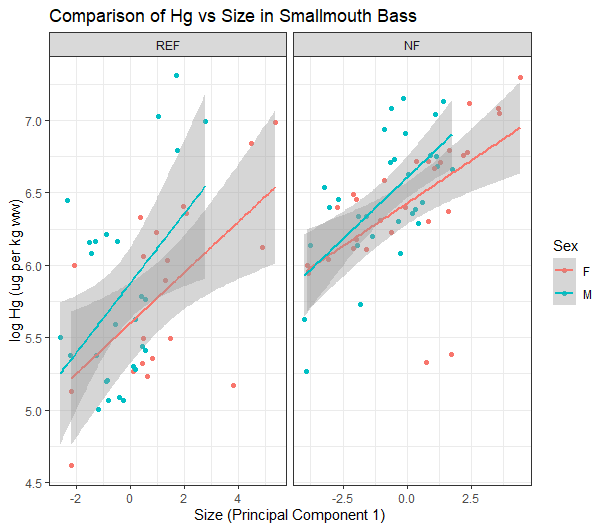 Comparison of Hg vs Size in Smallmouth Bass
REF
NF
log Hg (ug per kg ww)
7.0
6.5
6.0
5.5
5.0
4.5
-2
0
2
4
-2.5
0.0
2.5
Size (Principal Component 1)
Sex
F
M